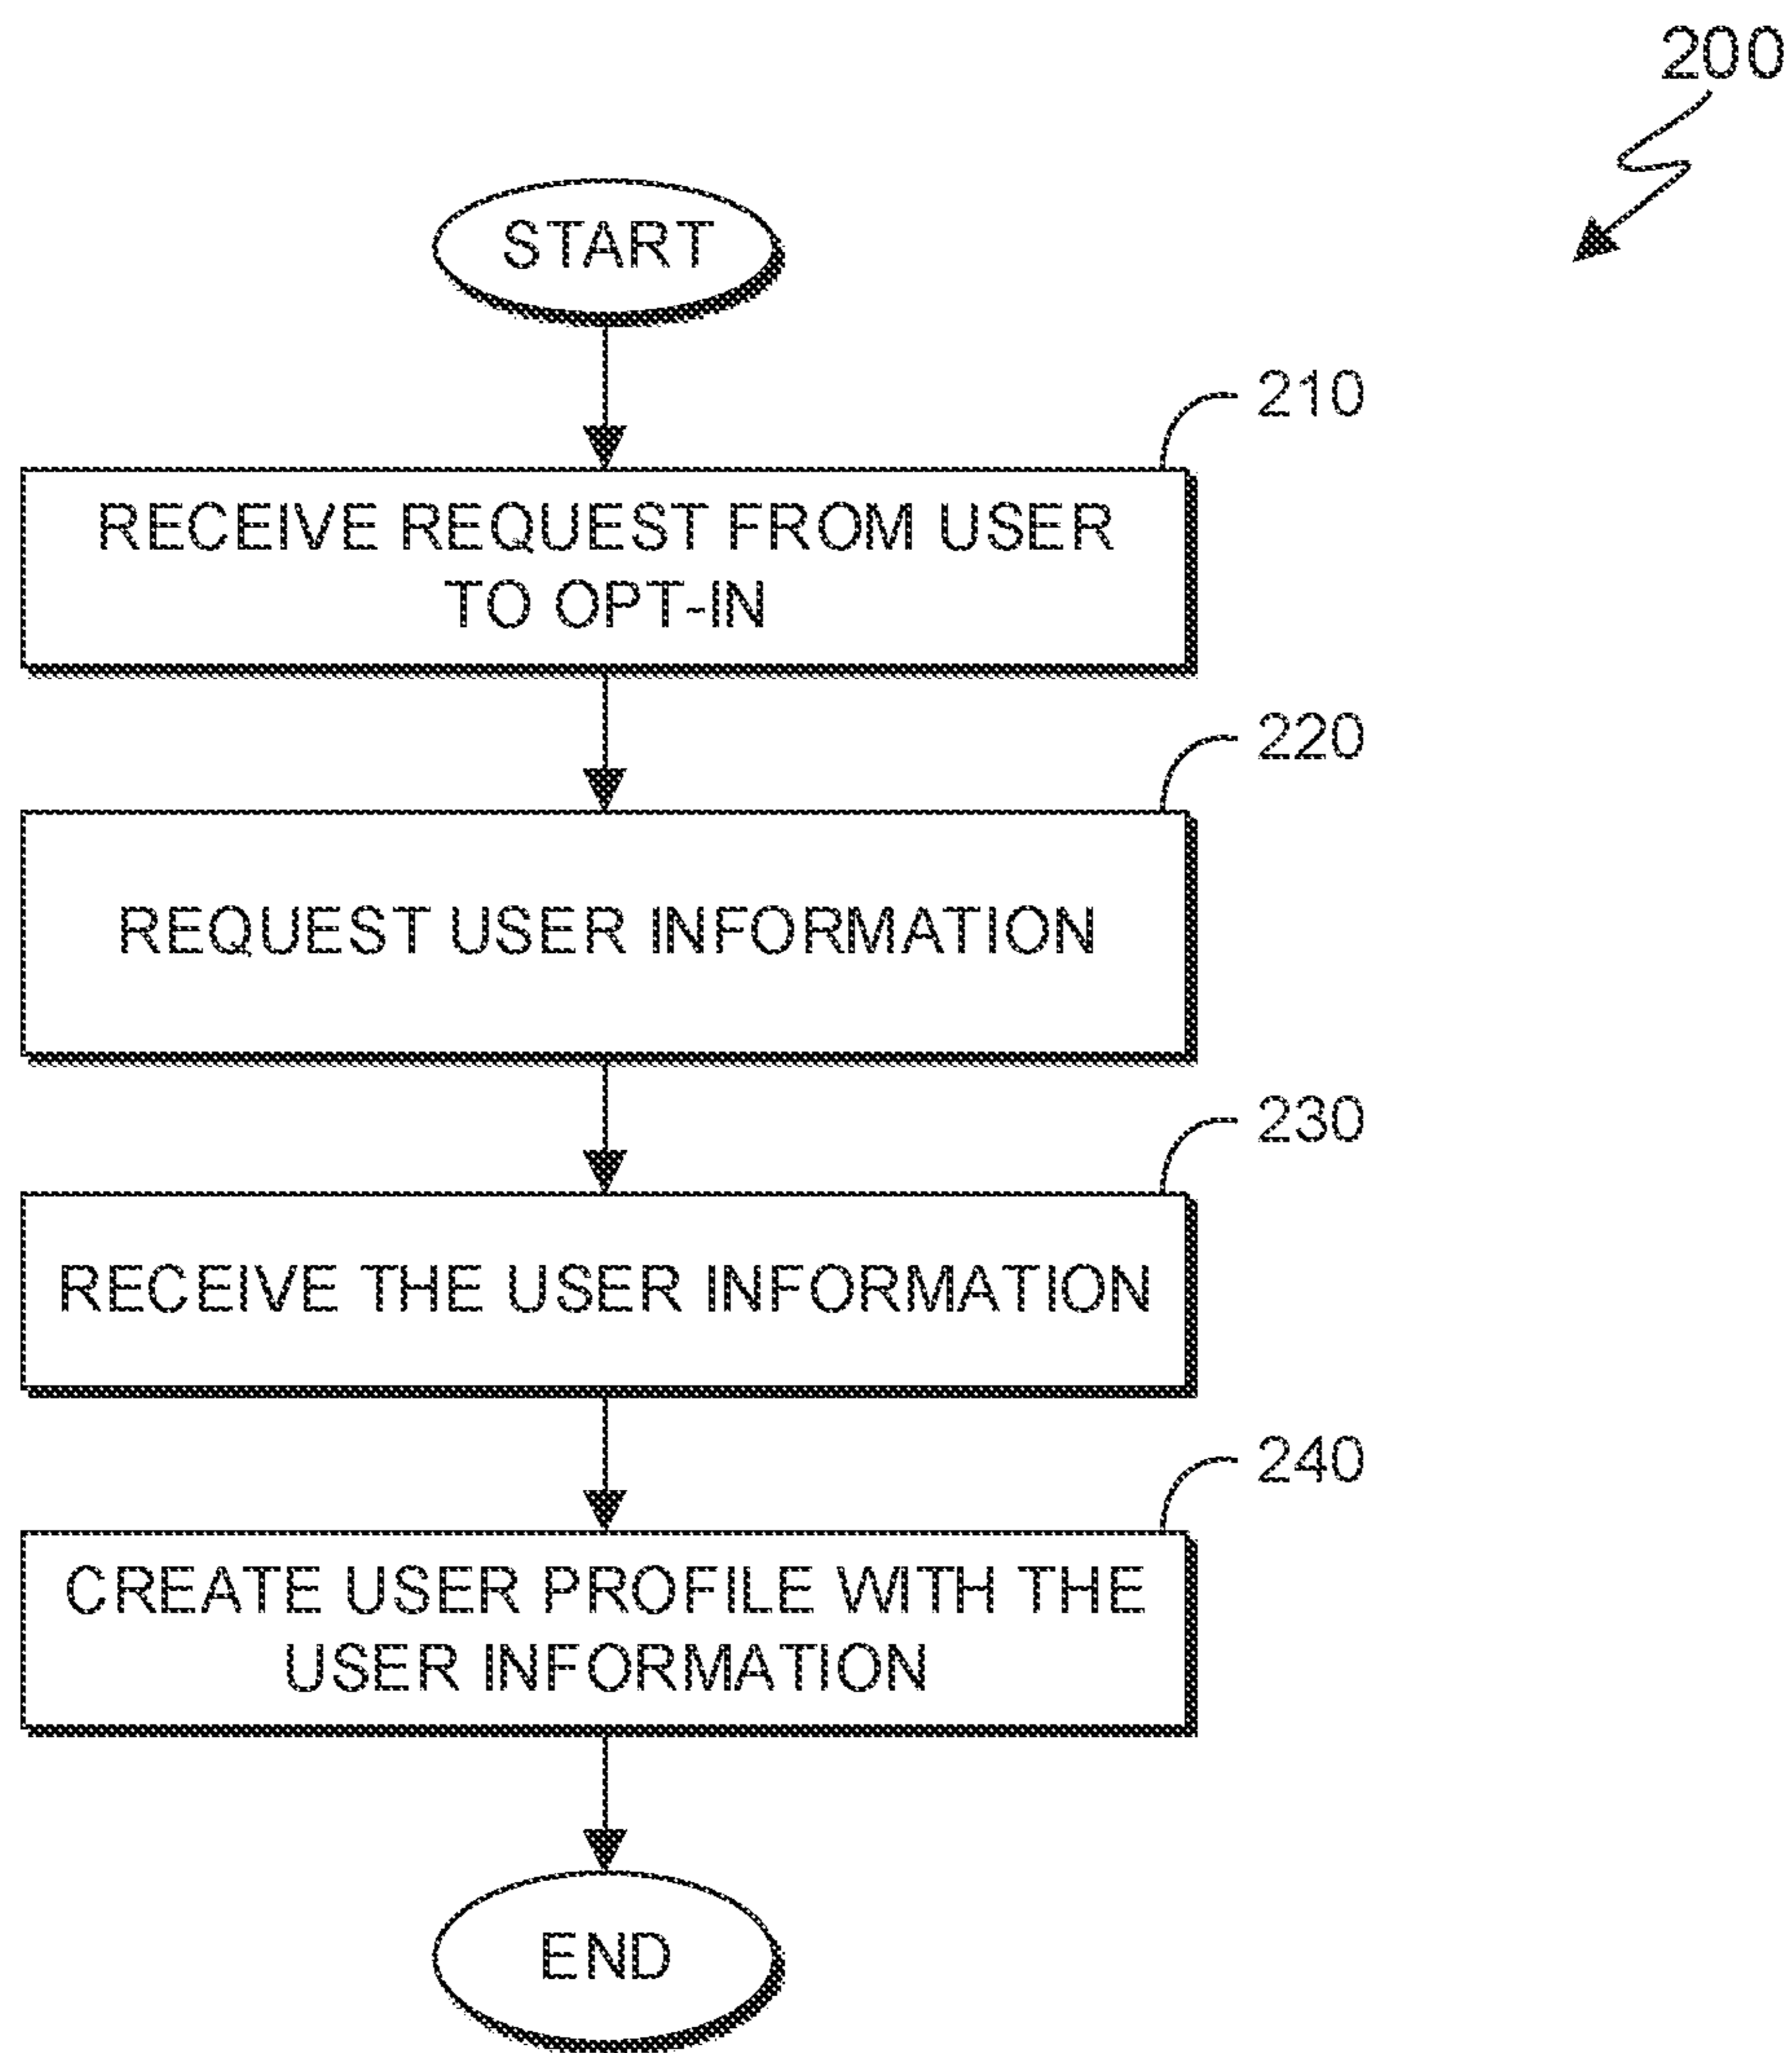 200
START
210
RECEIVE REQUEST FROM USER
TO OPT-IN
220
REQUEST USER INFORMATION
230
RECEIVE THE USER INFORMATION
240
CREATE USER PROFILE WITH THE
USER INFORMATION
END